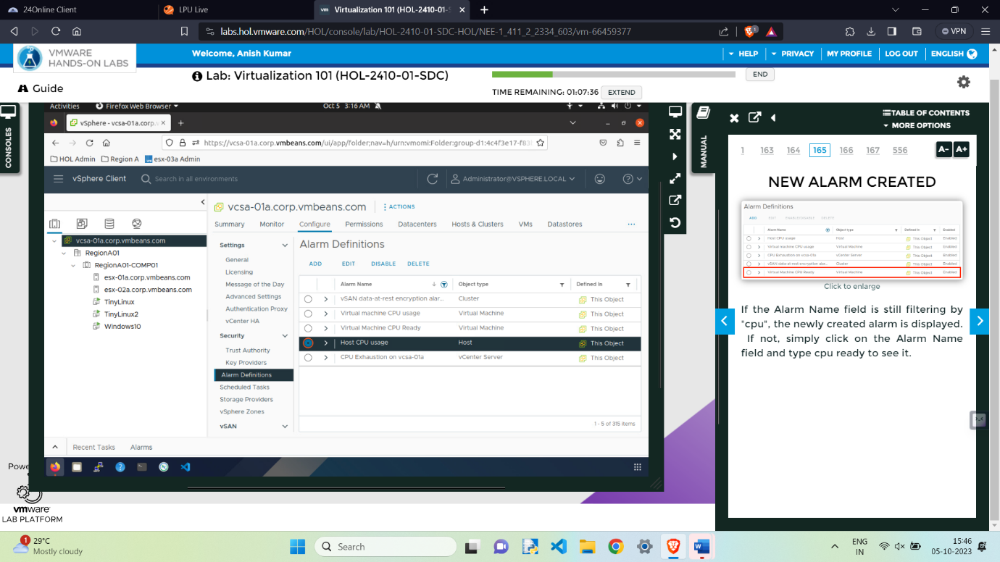 24Online Client
LPU Live
vm Virtualization 101 (HOL-2410-01-S
labs.hol.vmware.com/HOL/console/lab/HOL-2410-01-SDC-HOL/NEE-1_411_2_2334_603/vm-66459377
1
VPN
VMWARE
HANDS-ON LABS
Welcome, Anish Kumar
HELP
PRIVACY
MY PROFILE
LOG OUT
ENGLISH
Lab: Virtualization 101 (HOL-2410-01-SDC)
END
Guide
TIME REMAINING: 01:07:36
EXTEND
CONSOLES
Activities
Firefox Web Browser
Oct 5 3:16 AM
vSphere - vcsa-01a.corp.v
https://vcsa-01a.corp.vmbeans.com/ui/app/folder;nav=h/urn:vmomi:Folder:group-d1:4c4f3e17-f83
HOL Admin
Region A
esx-03a Admin
vSphere Client
Search in all environments
Administrator@VSPHERE.LOCAL
vcsa-01a.corp.vmbeans.com
ACTIONS
Summary
Monitor
Configure
Permissions
Datacenters
Hosts & Clusters
VMs
Datastores
vcsa-01a.corp.vmbeans.com
RegionA01
RegionA01-COMP01
esx-01a.corp.vmbeans.com
esx-02a.corp.vmbeans.com
TinyLinux
TinyLinux2
Windows10
Settings
General
Licensing
Message of the Day
Advanced Settings
Authentication Proxy
vCenter HA
Security
Trust Authority
Key Providers
Alarm Definitions
Scheduled Tasks
Storage Providers
vSphere Zones
vSAN
Alarm Definitions
ADD
EDIT
DISABLE
DELETE
Alarm Name
Object type
Defined In
vSAN data-at-rest encryption alar...
Cluster
This Object
Virtual machine CPU usage
Virtual Machine
This Object
Virtual Machine CPU Ready
Virtual Machine
This Object
Host CPU usage
Host
This Object
CPU Exhaustion on vcsa-01a
vCenter Server
This Object
1 - 5 of 315 items
Recent Tasks
Alarms
MANUAL
TABLE OF CONTENTS
MORE OPTIONS
1
163
164
165
166
167
556
A-
A+
NEW ALARM CREATED
Alarm Definitions
ADD
EDIT
ENABLE/DISABLE
DELETE
Alarm Name
Object type
Defined In
Enabled
Host CPU usage
Host
This Object
Enabled
Virtual machine CPU usage
Virtual Machine
This Object
Enabled
CPU Exhaustion on vcsa-01a
vCenter Server
This Object
Enabled
vSAN data-at-rest encryption alar...
Cluster
This Object
Enabled
Virtual Machine CPU Ready
Virtual Machine
This Object
Enabled
Click to enlarge
If the Alarm Name field is still filtering by
"cpu", the newly created alarm is displayed.
If not, simply click on the Alarm Name
field and type cpu ready to see it.
Powe
vmware
LAB PLATFORM
1
29°C
Mostly cloudy
Search
ENG
IN
15:46
05-10-2023